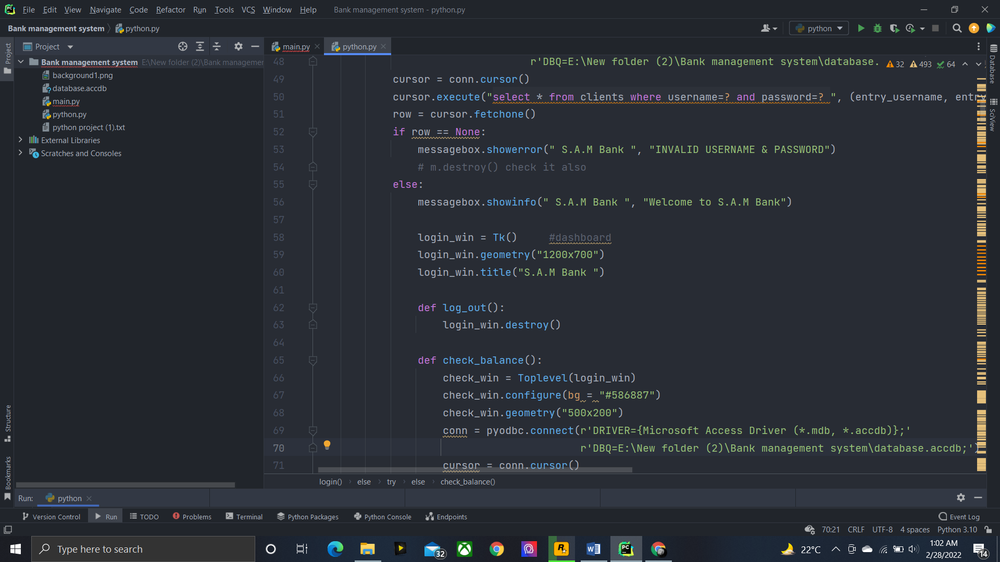 File Edit View Navigate Code Refactor Run Tools VCS Window Help Bank management system - python.py
Bank management system python.py python
Project
Project main.py python.py
Bank management system E:\New folder (2)\Bank managemer
background1.png
database.accdb
main.py
python.py
python project (1).txt
External Libraries
Scratches and Consoles
32 493 64
48 r'DBQ=E:\New folder (2)\Bank management system\database.
49 cursor = conn.cursor()
50 cursor.execute("select * from clients where username=? and password=? ", (entry_username, entry
51 row = cursor.fetchone()
52 if row == None:
53 messagebox.showerror(" S.A.M Bank ", "INVALID USERNAME & PASSWORD")
54 # m.destroy() check it also
55 else:
56 messagebox.showinfo(" S.A.M Bank ", "Welcome to S.A.M Bank")
57
58 login_win = Tk() #dashboard
59 login_win.geometry("1200x700")
60 login_win.title("S.A.M Bank ")
61
62 def log_out():
63 login_win.destroy()
64
65 def check_balance():
66 check_win = Toplevel(login_win)
67 check_win.configure(bg = "#586887")
68 check_win.geometry("500x200")
69 conn = pyodbc.connect(r'DRIVER={Microsoft Access Driver (*.mdb, *.accdb)};'
70 r'DBQ=E:\New folder (2)\Bank management system\database.accdb;')
71 cursor = conn.cursor()
Database
SciView
Structure
Bookmarks
login() else try else check_balance()
Run: python
Version Control Run TODO Problems Terminal Python Packages Python Console Endpoints Event Log
70:21 CRLF UTF-8 4 spaces Python 3.10
Type here to search 32 22°C 1:02 AM
2/28/2022 14